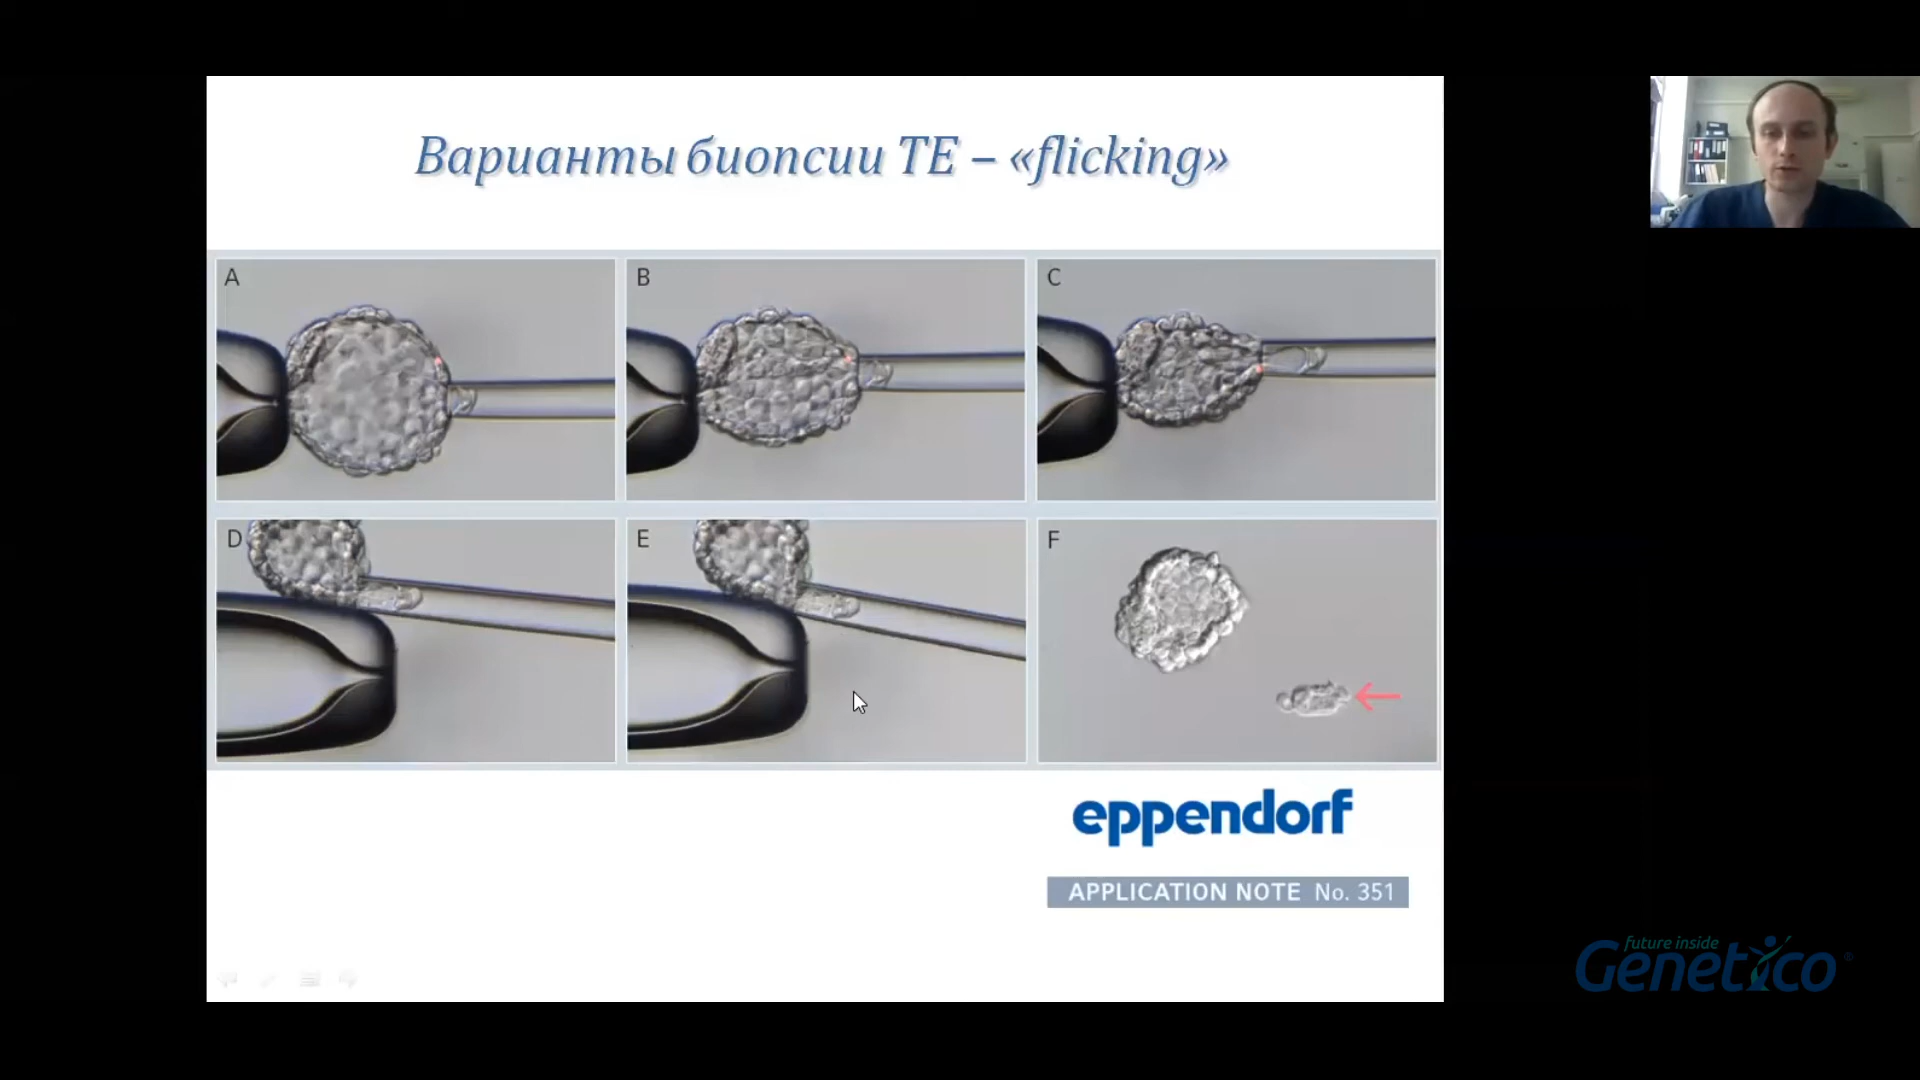 Варианты биопсии ТЕ – «flicking»
A
B
C
D
E
F
eppendorf
APPLICATION NOTE No. 351
future inside
Genetico®